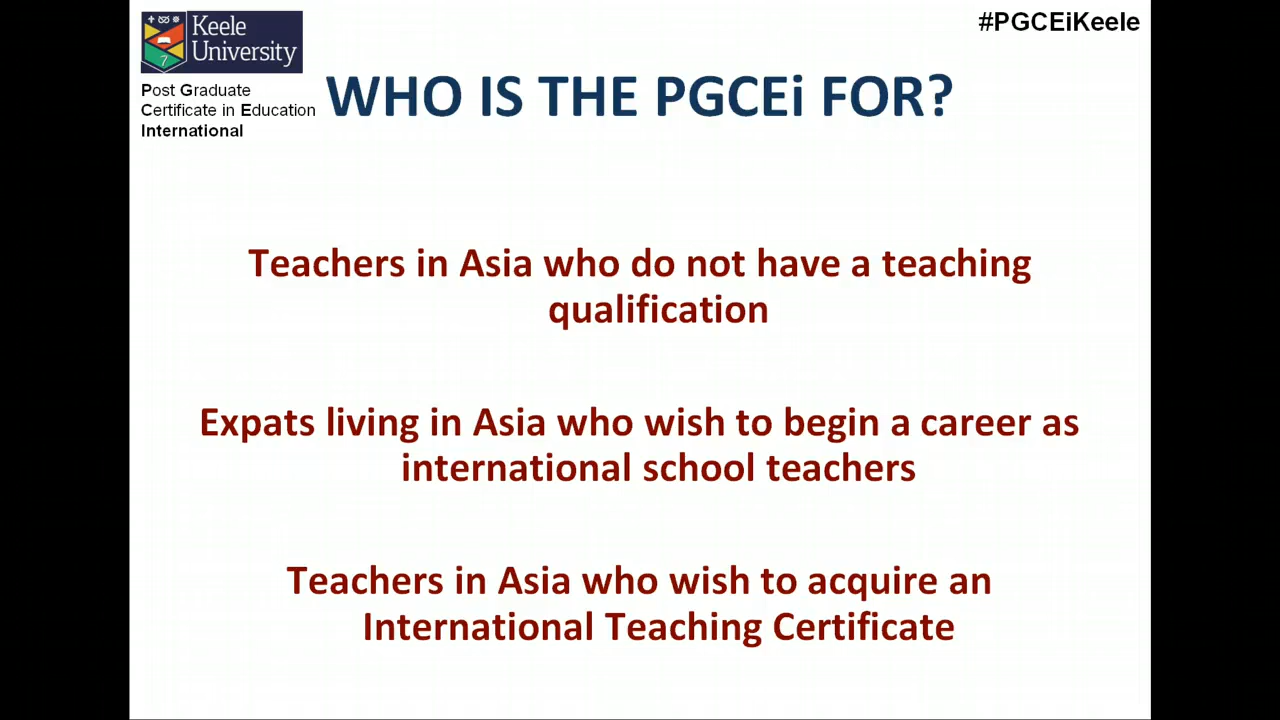 Keele
University
#PGCEiKeele
Post Graduate
Certificate in Education
International
WHO IS THE PGCEi FOR?
Teachers in Asia who do not have a teaching
qualification
Expats living in Asia who wish to begin a career as
international school teachers
Teachers in Asia who wish to acquire an
International Teaching Certificate